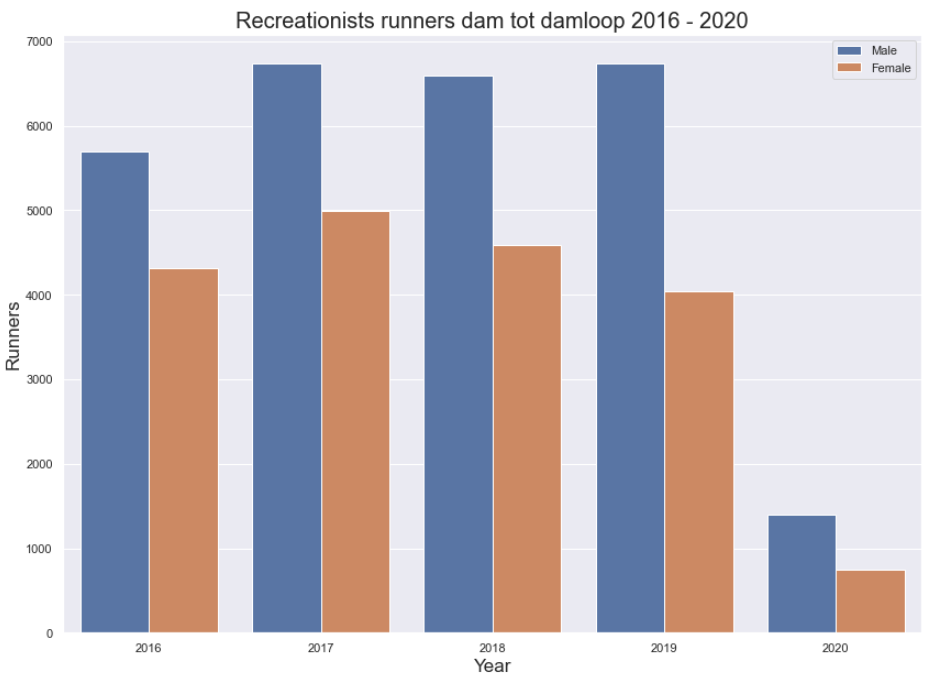 Recreationists runners dam tot damloop 2016 - 2020
7000
Male
Female
6000
5000
4000
Runners
3000
2000
1000
0
2016 2017 2018 2019 2020
Year